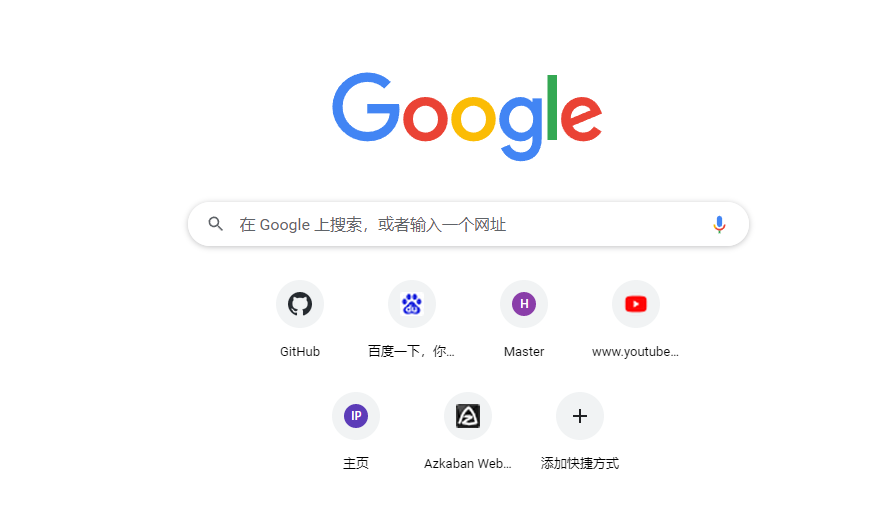 Google
在 Google 上搜索，或者输入一个网址
H
GitHub
百度一下，你...
Master
www.youtube...
IP
主页
Azkaban Web...
添加快捷方式